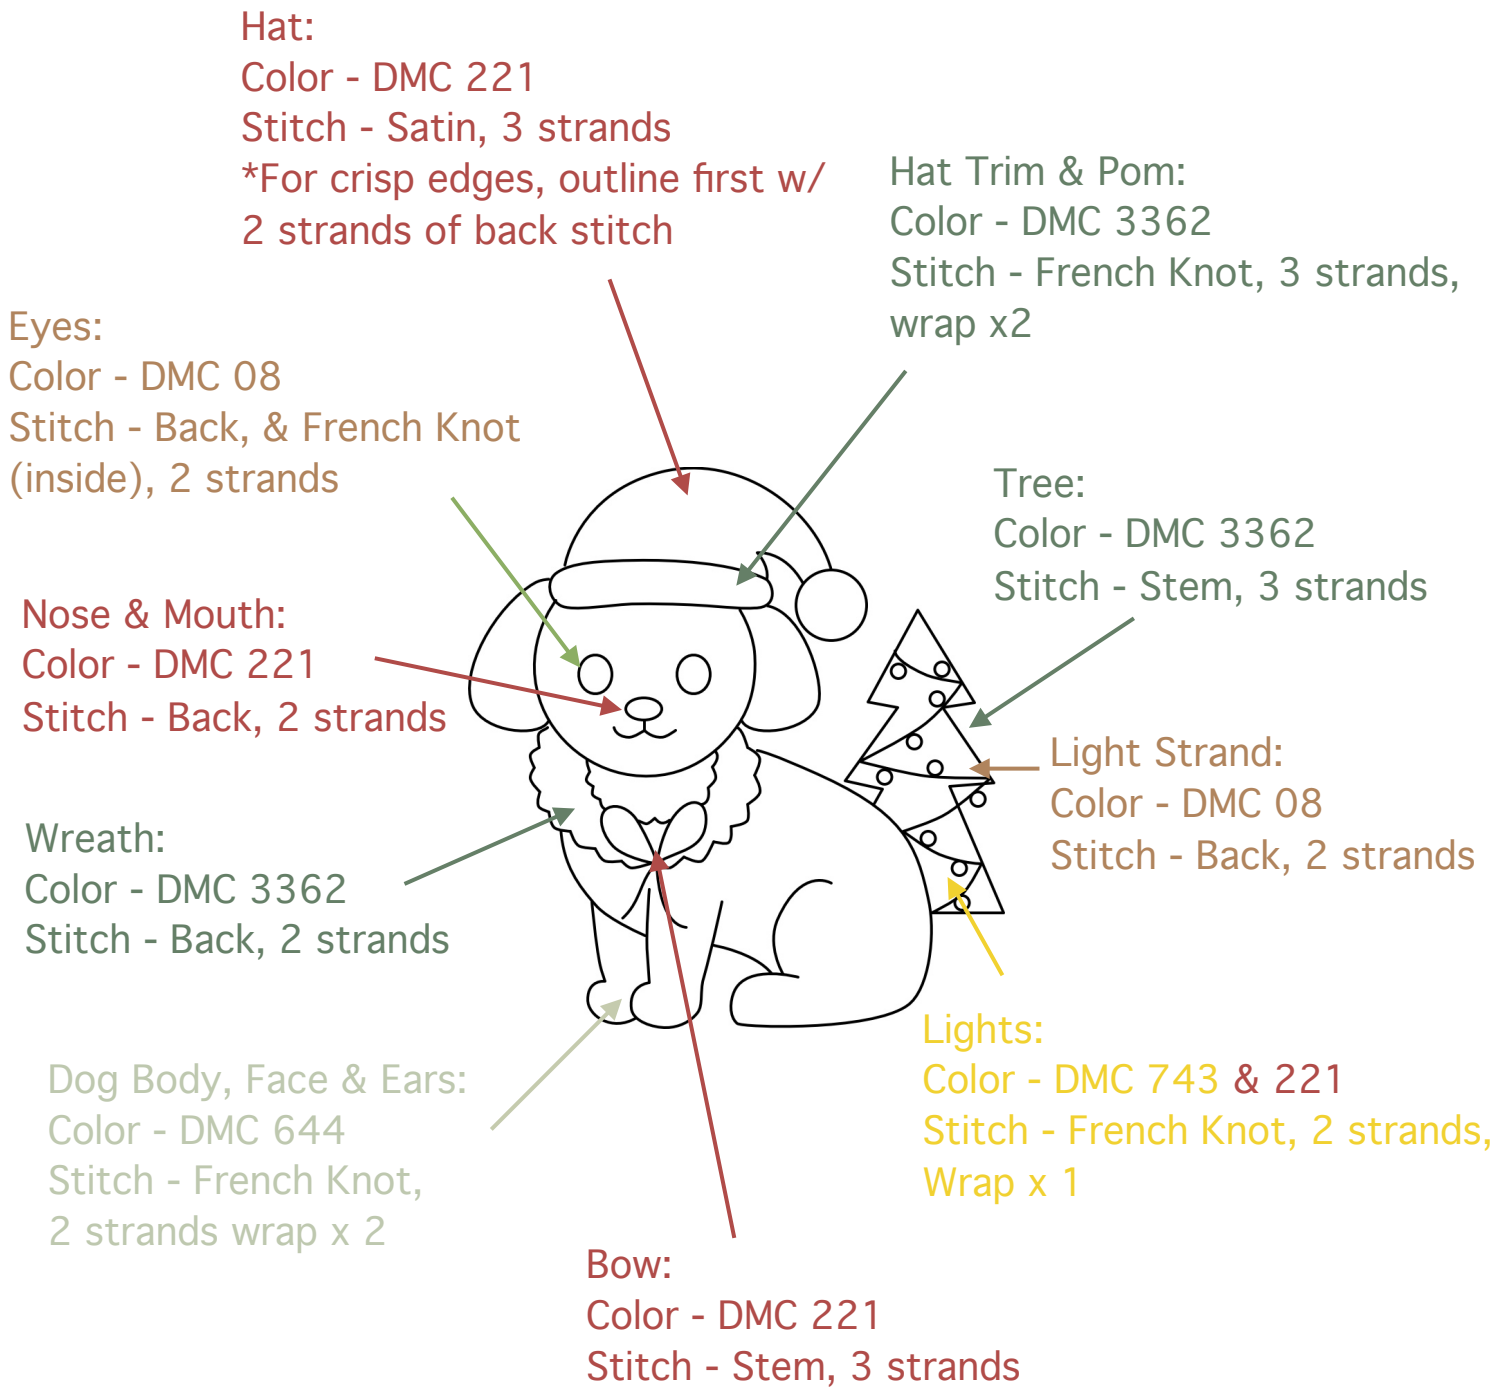 Hat:
Color - DMC 221
Stitch - Satin, 3 strands
*For crisp edges, outline first w/
2 strands of back stitch
Hat Trim & Pom:
Color - DMC 3362
Stitch - French Knot, 3 strands,
wrap x2
Eyes:
Color - DMC 08
Stitch - Back, & French Knot
(inside), 2 strands
Tree:
Color - DMC 3362
Stitch - Stem, 3 strands
Nose & Mouth:
Color - DMC 221
Stitch - Back, 2 strands
Light Strand:
Color - DMC 08
Stitch - Back, 2 strands
Wreath:
Color - DMC 3362
Stitch - Back, 2 strands
Lights:
Color - DMC 743 & 221
Stitch - French Knot, 2 strands,
Wrap x 1
Dog Body, Face & Ears:
Color - DMC 644
Stitch - French Knot,
2 strands wrap x 2
Bow:
Color - DMC 221
Stitch - Stem, 3 strands